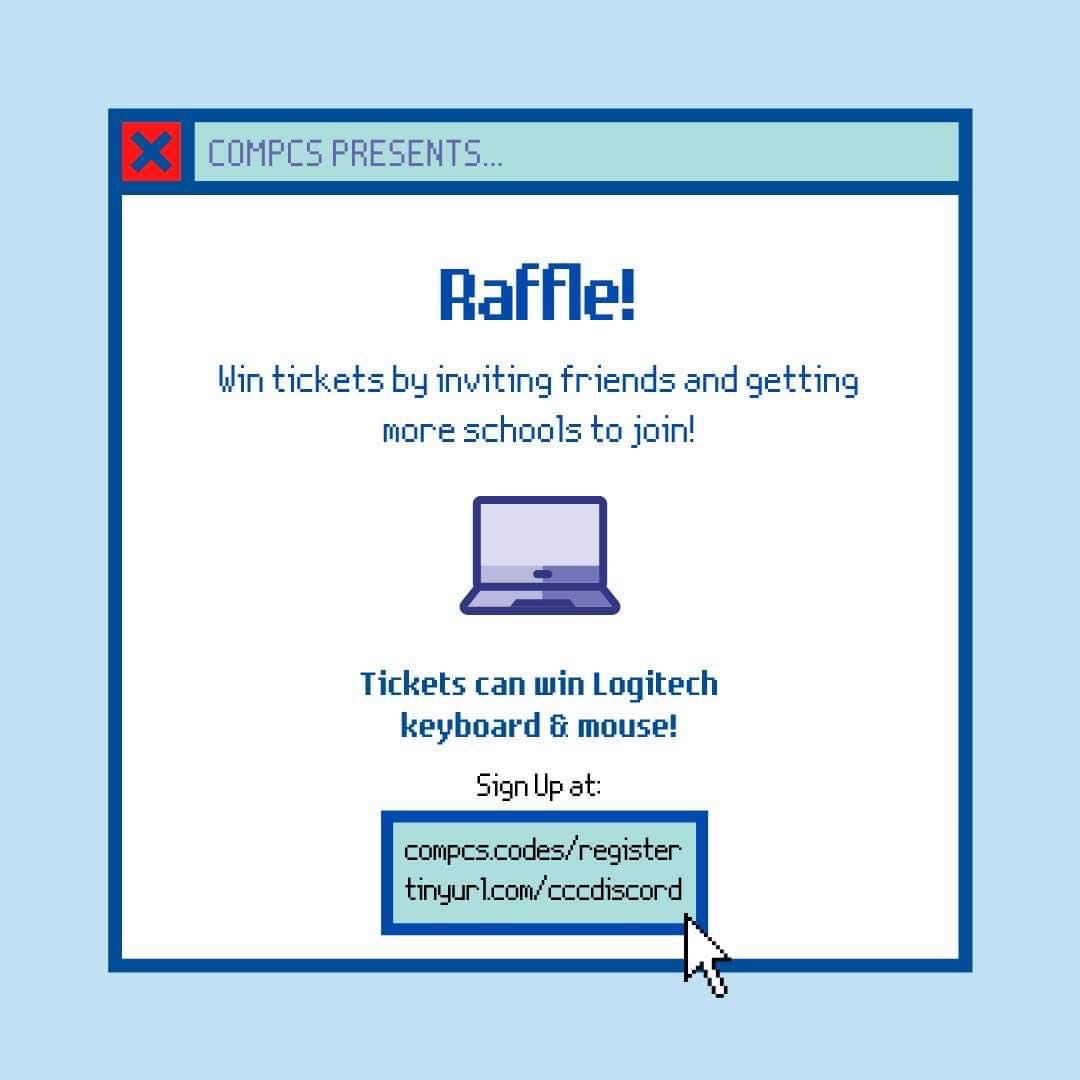 COMPCS PRESENTS...
Raffle!
Win tickets by inviting friends and getting
more schools to join!
Tickets can win Logitech
keyboard & mouse!
Sign Up at:
compcs.codes/register
tinyurl.com/cccdiscord